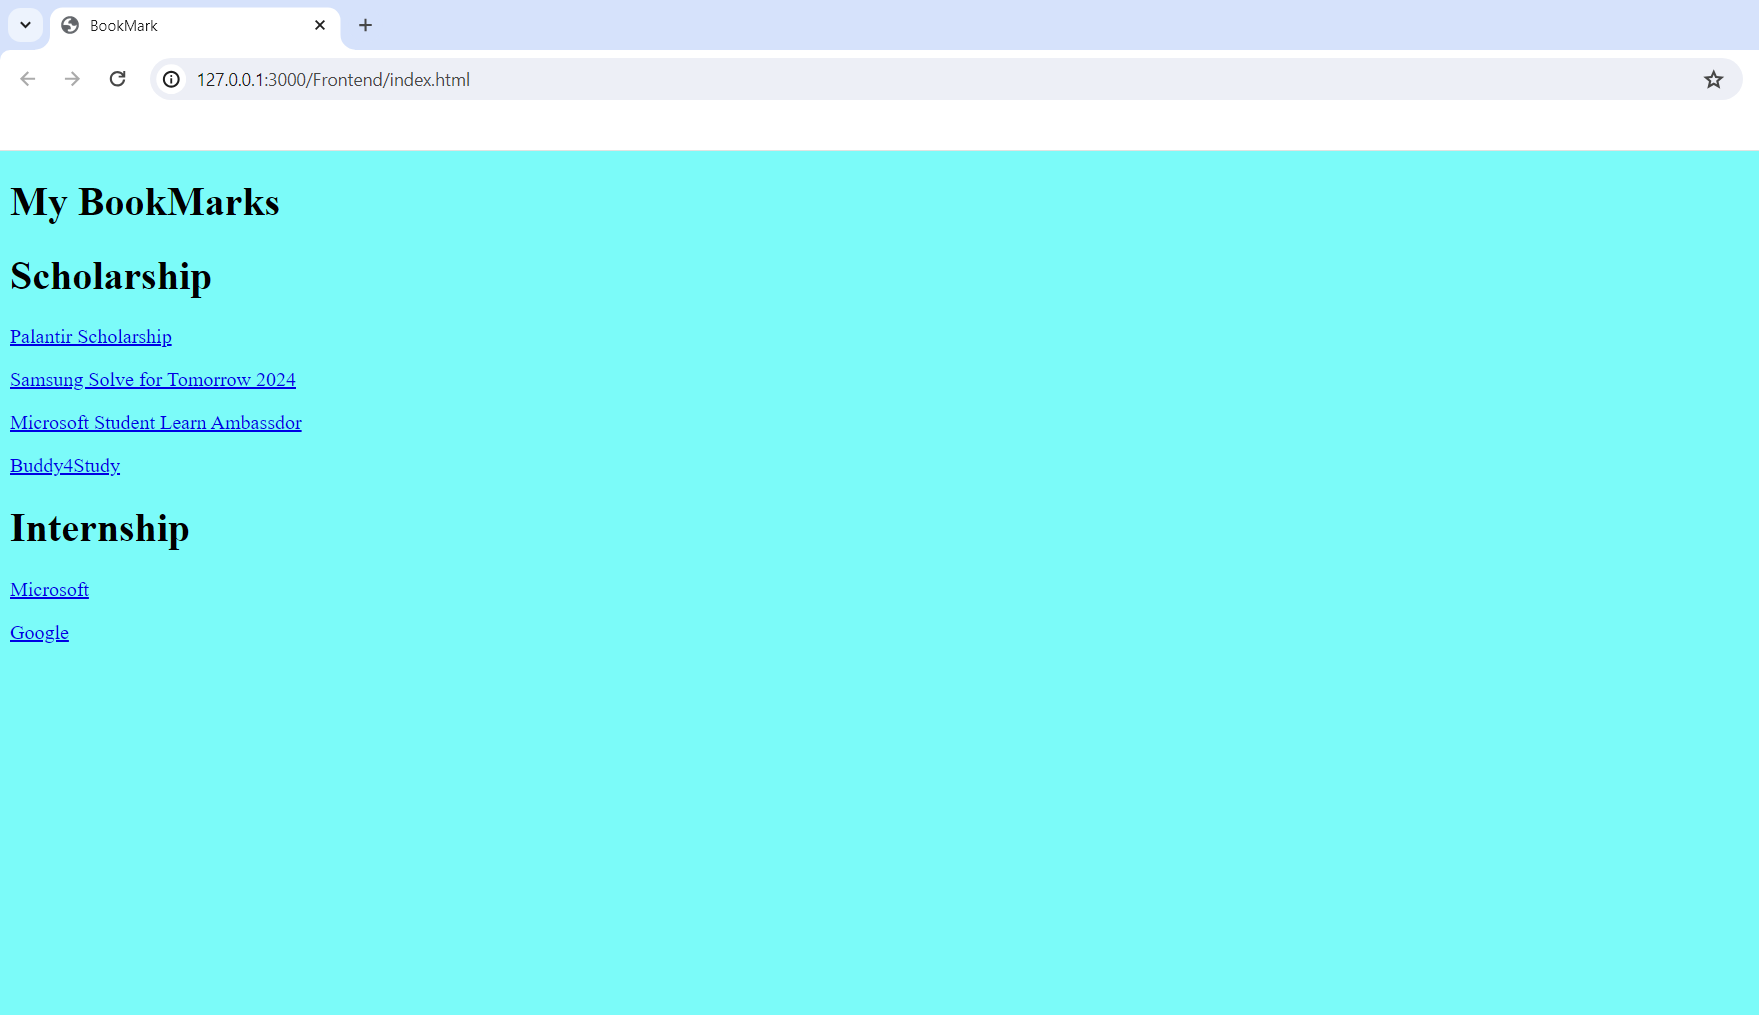 BookMark
127.0.0.1:3000/Frontend/index.html
My BookMarks
Scholarship
Palantir Scholarship
Samsung Solve for Tomorrow 2024
Microsoft Student Learn Ambassdor
Buddy4Study
Internship
Microsoft
Google